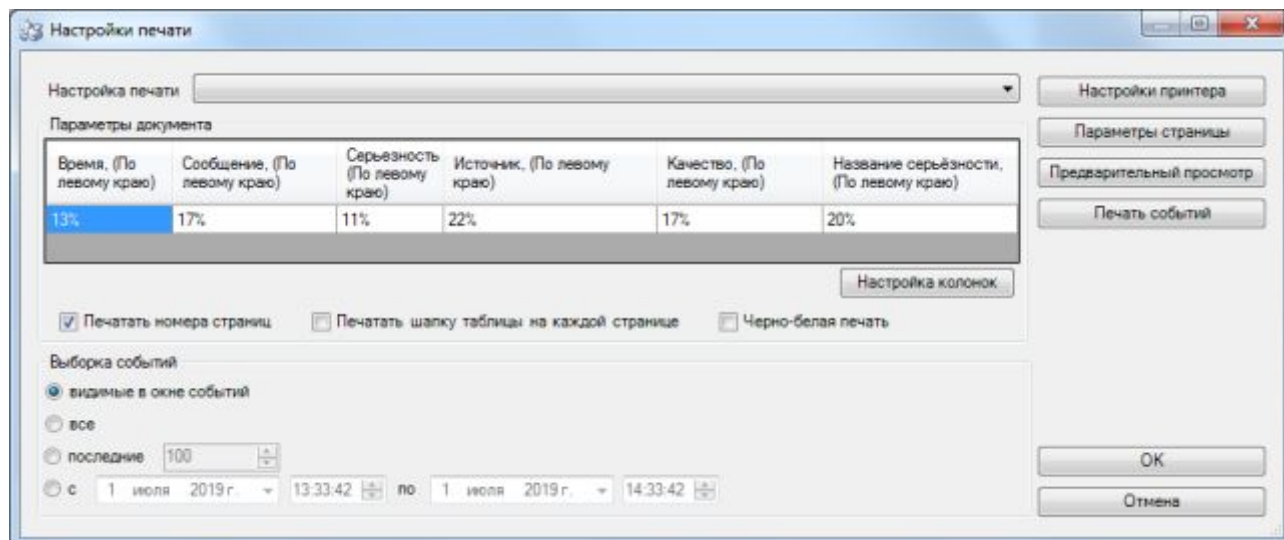 Настройки печати
Настройка печати
Настройки принтера
Параметры документа
Параметры страницы
Время, (По левому краю)
Сообщение, (По левому краю)
Серьезность (По левому краю)
Источник, (По левому краю)
Качество, (По левому краю)
Название серьёзности, (По левому краю)
Предварительный просмотр
13% 17% 11% 22% 17% 20%
Печать событий
Настройка колонок
Печатать номера страниц Печатать шапку таблицы на каждой странице Черно-белая печать
Выборка событий
видимые в окне событий
все
последние 100
OK
с 1 июля 2019 г. 13:33:42 по 1 июля 2019 г. 14:33:42
Отмена